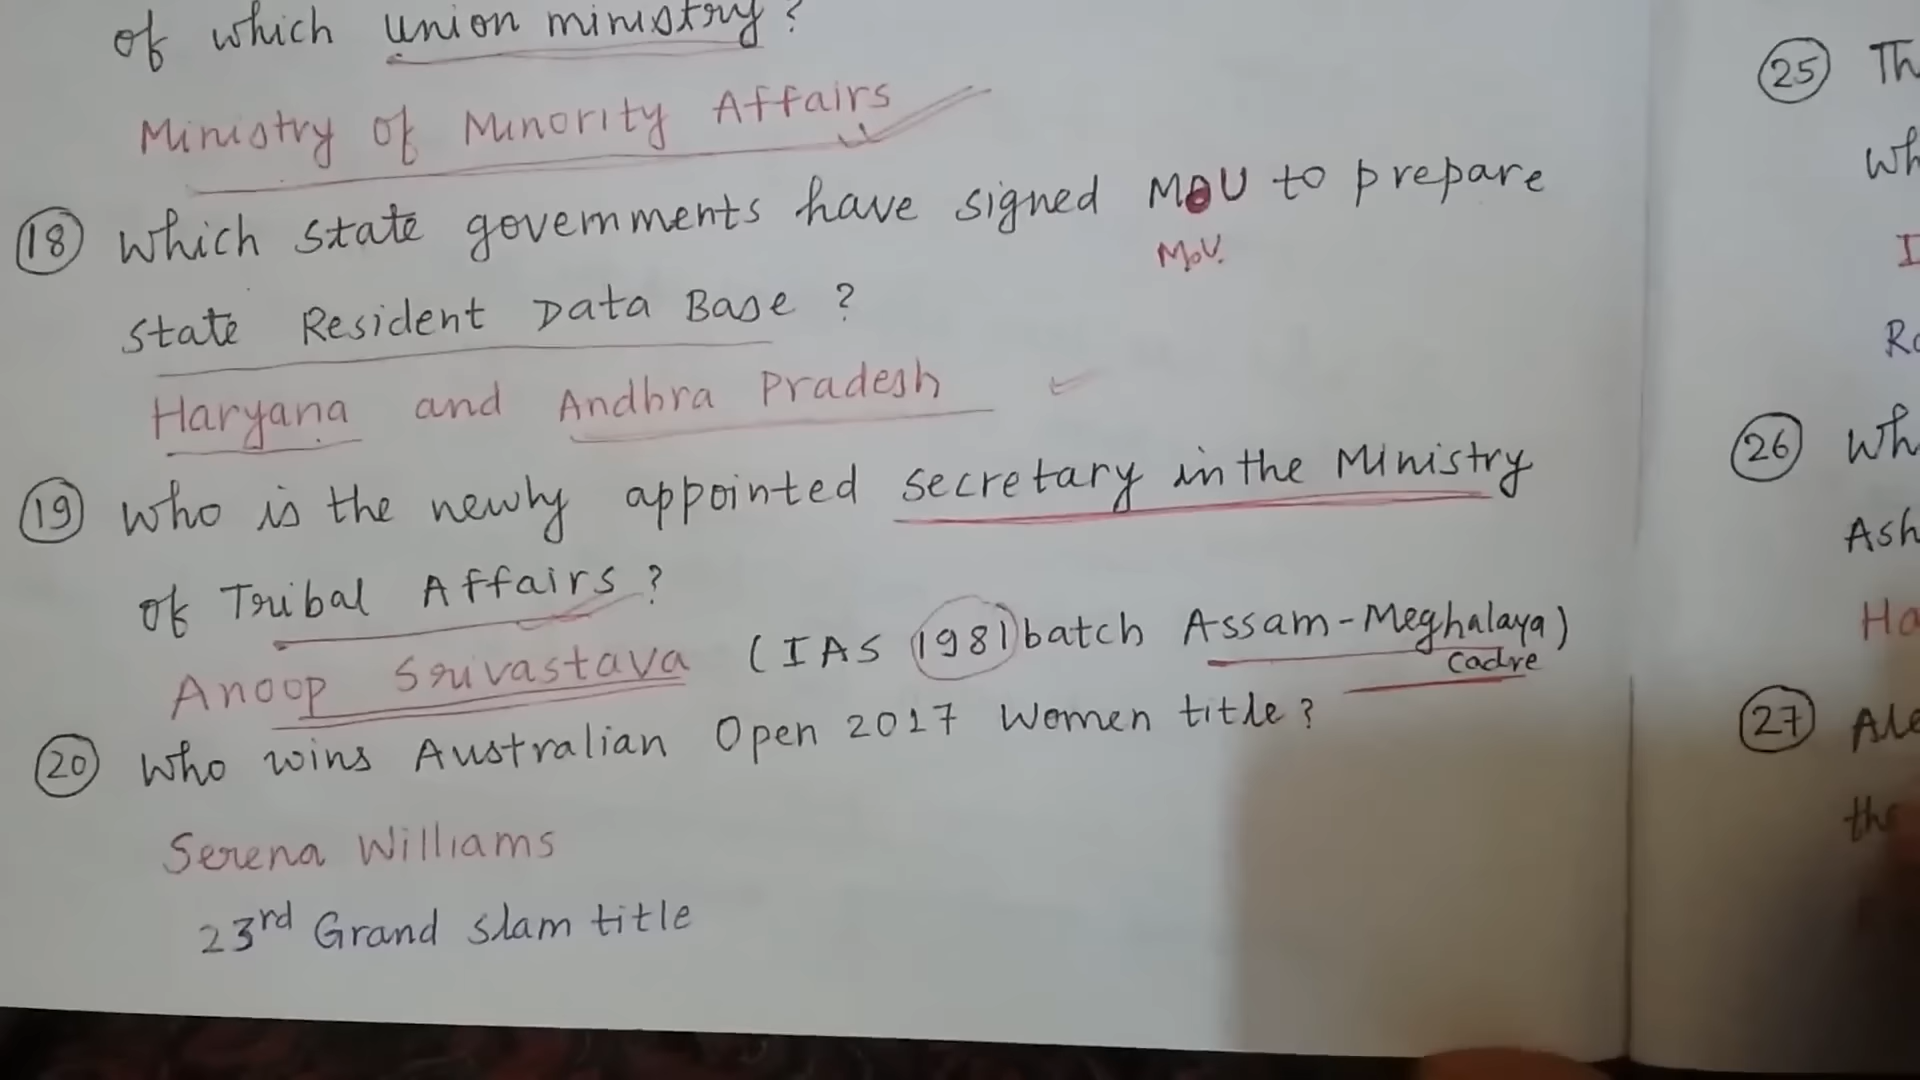 of which union ministry?
Ministry of Minority Affairs
18 Which state governments have signed MOU to prepare
MoU.
State Resident Data Base ?
Haryana and Andhra Pradesh
19 Who is the newly appointed secretary in the Ministry
of Tribal Affairs ?
Anoop Srivastava (IAS 1981 batch Assam-Meghalaya)
cadre
20 Who wins Australian Open 2017 Women title?
Serena Williams
23rd Grand slam title
25
26
27